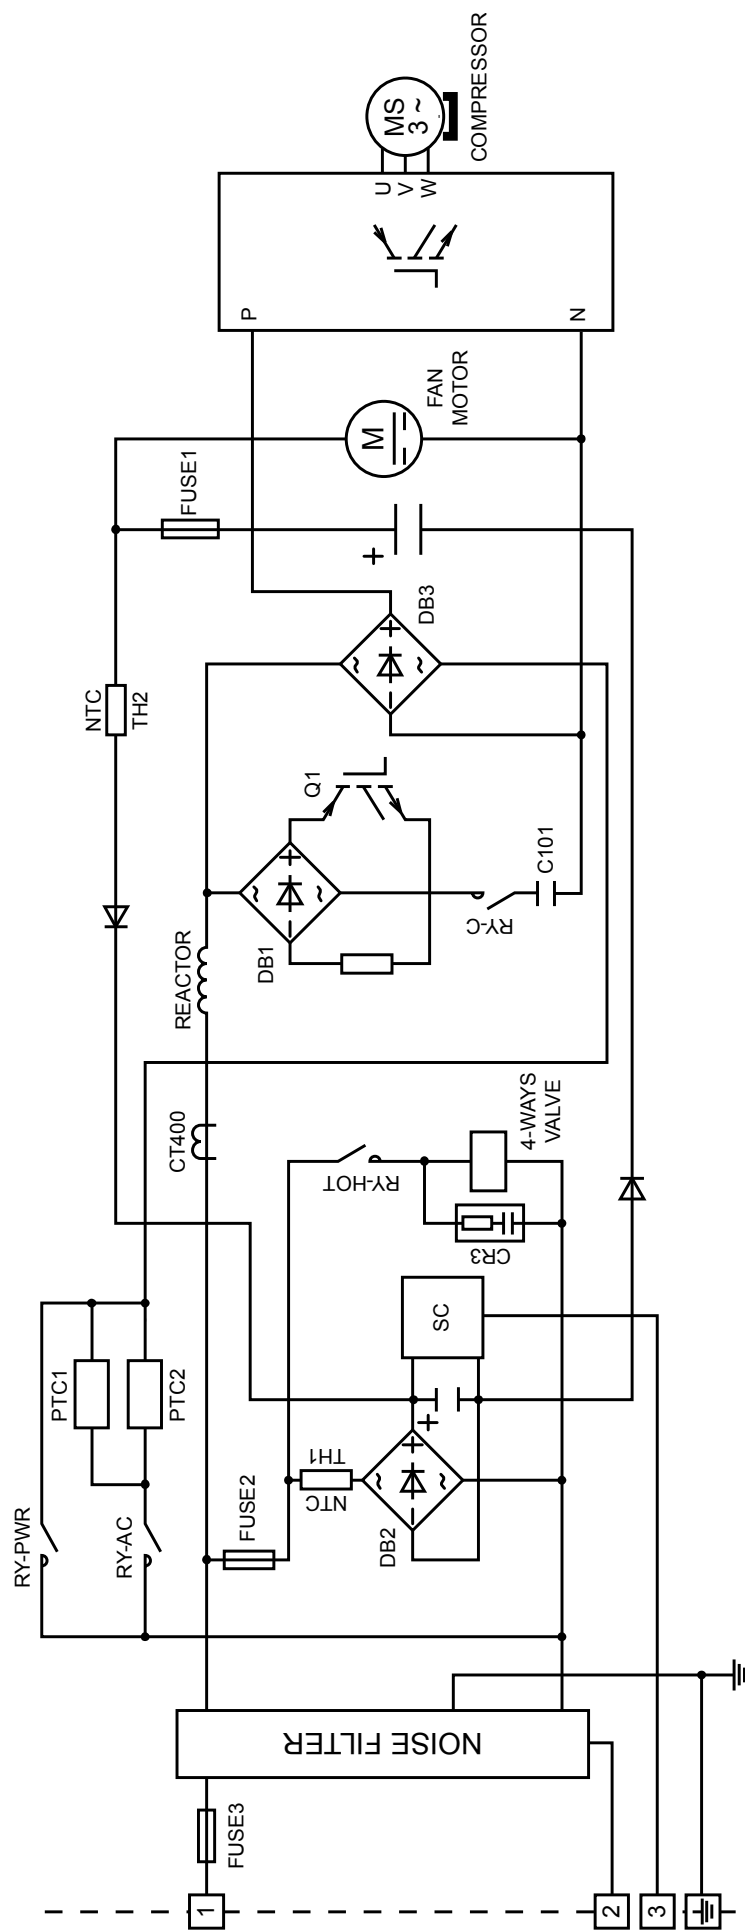 MS
3 ~
COMPRESSOR
U
V
W
P
N
M
FAN
MOTOR
FUSE1
+
NTC
TH2
+
−
~
~
DB3
Q1
+
−
~
~
DB1
RY-C
C101
REACTOR
CT400
RY-HOT
4-WAYS
VALVE
CR3
SC
PTC1
PTC2
RY-PWR
RY-AC
FUSE2
NTC
TH1
+
+
−
~
~
DB2
NOISE FILTER
FUSE3
1
2
3